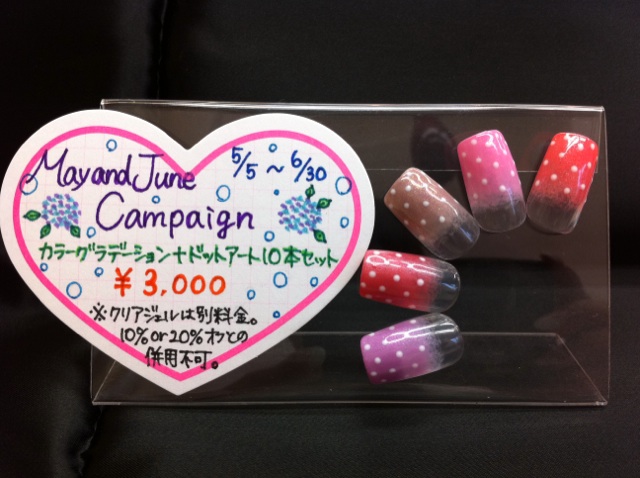 May and June 5/5 ~ 6/30
Campaign
カラーグラデーション+ドットアート10本セット
¥3,000
※クリアジェルは別料金。
10% or 20%オフとの
併用不可。